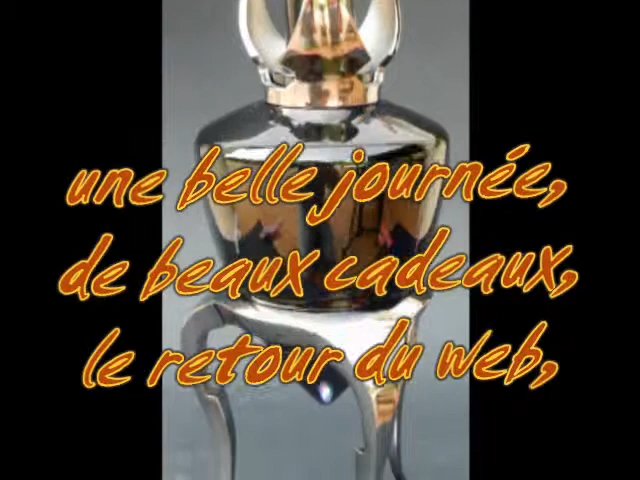 une belle journée,
de beaux cadeaux,
le retour du web,